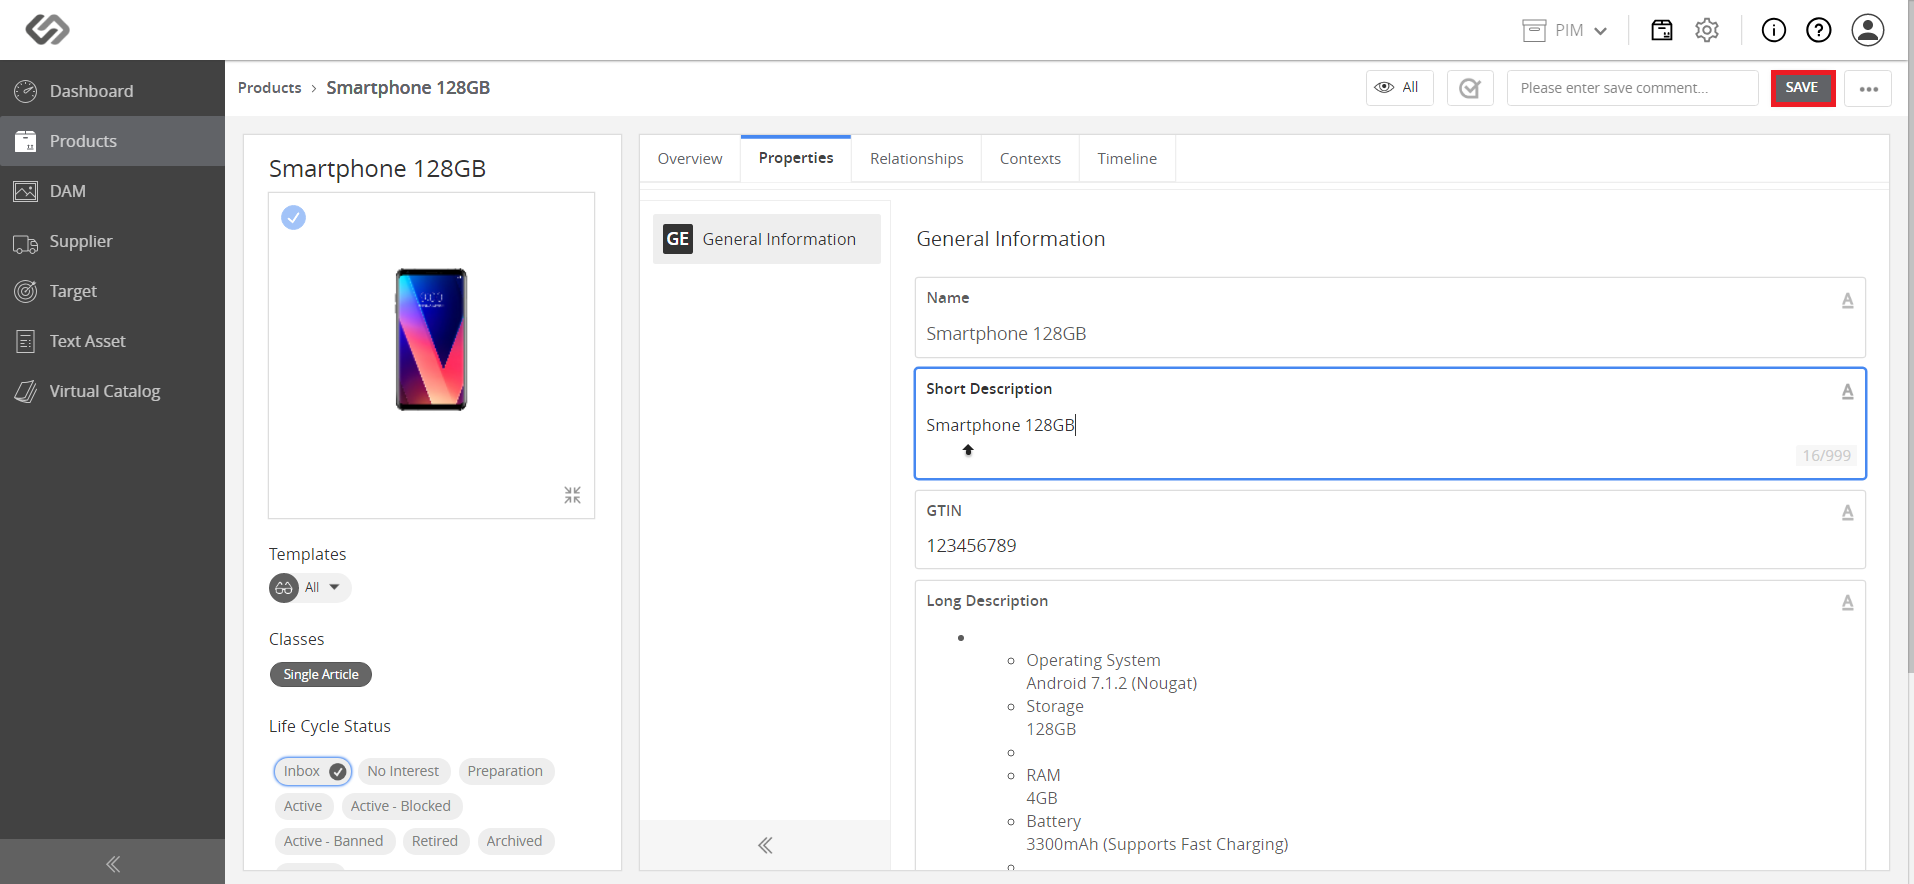 PIM
Dashboard
Products
DAM
Supplier
Target
Text Asset
Virtual Catalog
Products › Smartphone 128GB
All
Please enter save comment...
SAVE
Smartphone 128GB
Templates
All
Classes
Single Article
Life Cycle Status
Inbox No Interest Preparation
Active Active - Blocked
Active - Banned Retired Archived
Overview Properties Relationships Contexts Timeline
GE General Information
General Information
Name A
Smartphone 128GB
Short Description A
Smartphone 128GB
16/999
GTIN A
123456789
Long Description A
Operating System
Android 7.1.2 (Nougat)
Storage
128GB
RAM
4GB
Battery
3300mAh (Supports Fast Charging)